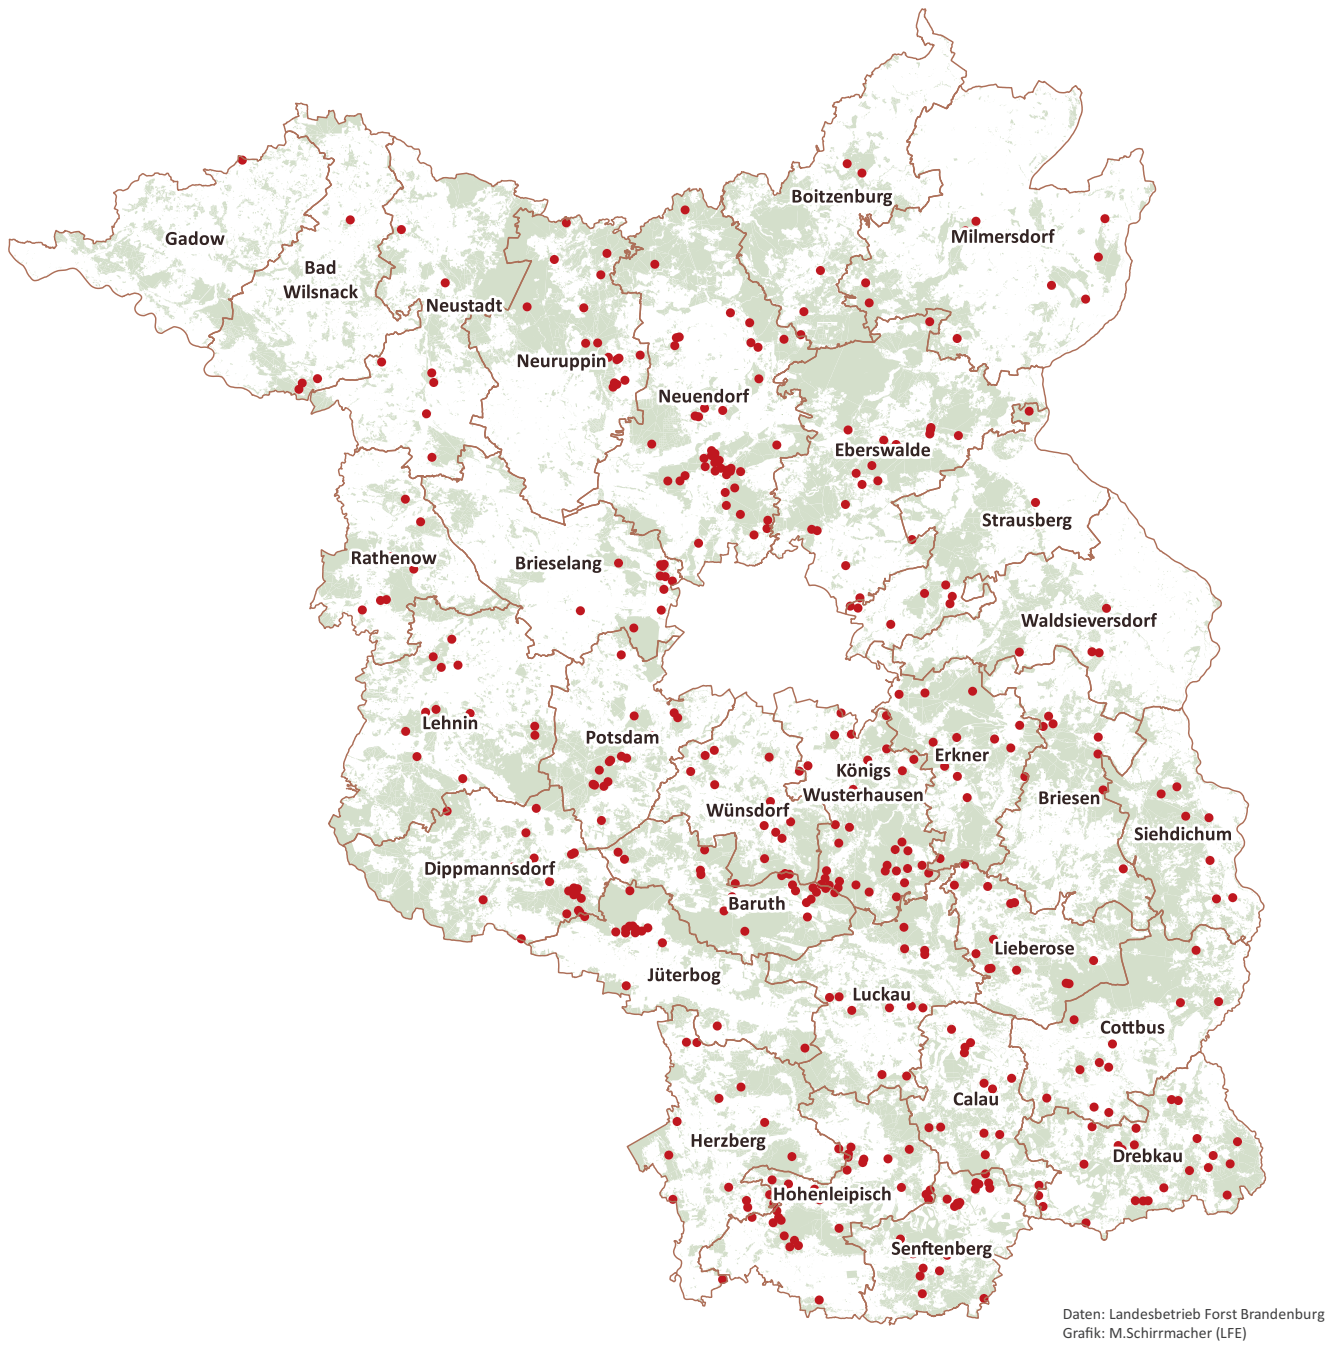 Boitzenburg
Gadow
Milmersdorf
Bad
Wilsnack
Neustadt
Neuruppin
Neuendorf
Eberswalde
Strausberg
Rathenow
Brieselang
Waldsieversdorf
Lehnin
Potsdam
Erkner
Königs
Wusterhausen
Wünsdorf
Briesen
Siehdichum
Dippmannsdorf
Baruth
Lieberose
Jüterbog
Luckau
Cottbus
Calau
Herzberg
Drebkau
Hohenleipisch
Senftenberg
Daten: Landesbetrieb Forst Brandenburg
Grafik: M.Schirrmacher (LFE)